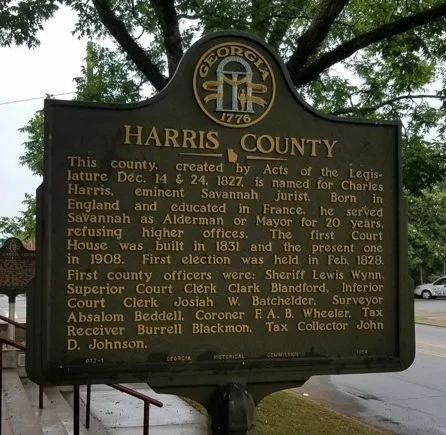 GEORGIA
1776
HARRIS COUNTY
This county, created by Acts of the Legis-
lature Dec. 14 & 24, 1827, is named for Charles
Harris, eminent Savannah jurist. Born in
England and educated in France, he served
Savannah as Alderman or Mayor for 20 years,
refusing higher offices. The first Court
House was built in 1831 and the present one
in 1908. First election was held in Feb. 1828.
First county officers were: Sheriff Lewis Wynn,
Superior Court Clerk Clark Blandford, Inferior
Court Clerk Josiah W. Batchelder, Surveyor
Absalom Beddell, Coroner F. A. B. Wheeler, Tax
Receiver Burrell Blackmon, Tax Collector John
D. Johnson.
072-1 GEORGIA HISTORICAL COMMISSION 1954